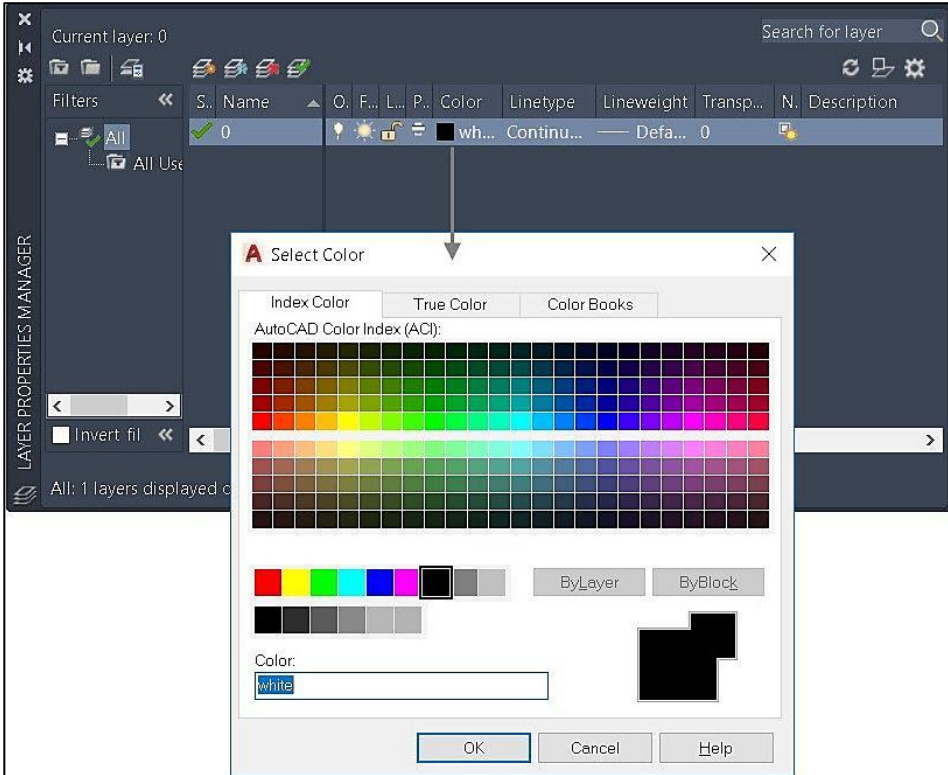 Current layer: 0
Search for layer
Filters «
S.. Name O. F... L... P.. Color Linetype Lineweight Transp... N. Description
All
0 wh... Continu... Defa... 0
All Use
LAYER PROPERTIES MANAGER
Invert fil «
All: 1 layers displayed o
A Select Color
Index Color True Color Color Books
AutoCAD Color Index (ACI):
ByLayer ByBlock
Color:
white
OK Cancel Help